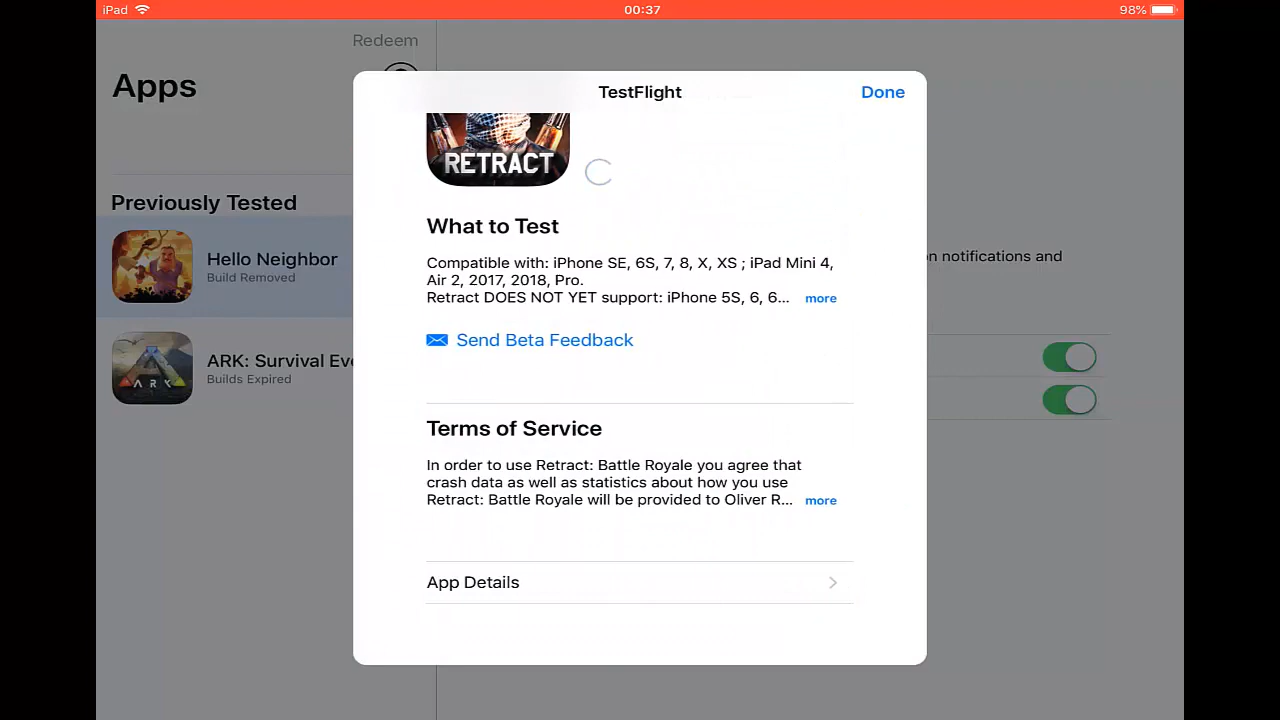 iPad
00:37
98%
Redeem
Apps
TestFlight
Done
RETRACT
Previously Tested
Hello Neighbor
Build Removed
ARK: Survival Ev
Builds Expired
ARK
What to Test
Compatible with: iPhone SE, 6S, 7, 8, X, XS ; iPad Mini 4,
Air 2, 2017, 2018, Pro.
Retract DOES NOT YET support: iPhone 5S, 6, 6... more
Send Beta Feedback
Terms of Service
In order to use Retract: Battle Royale you agree that
crash data as well as statistics about how you use
Retract: Battle Royale will be provided to Oliver R... more
App Details
n notifications and